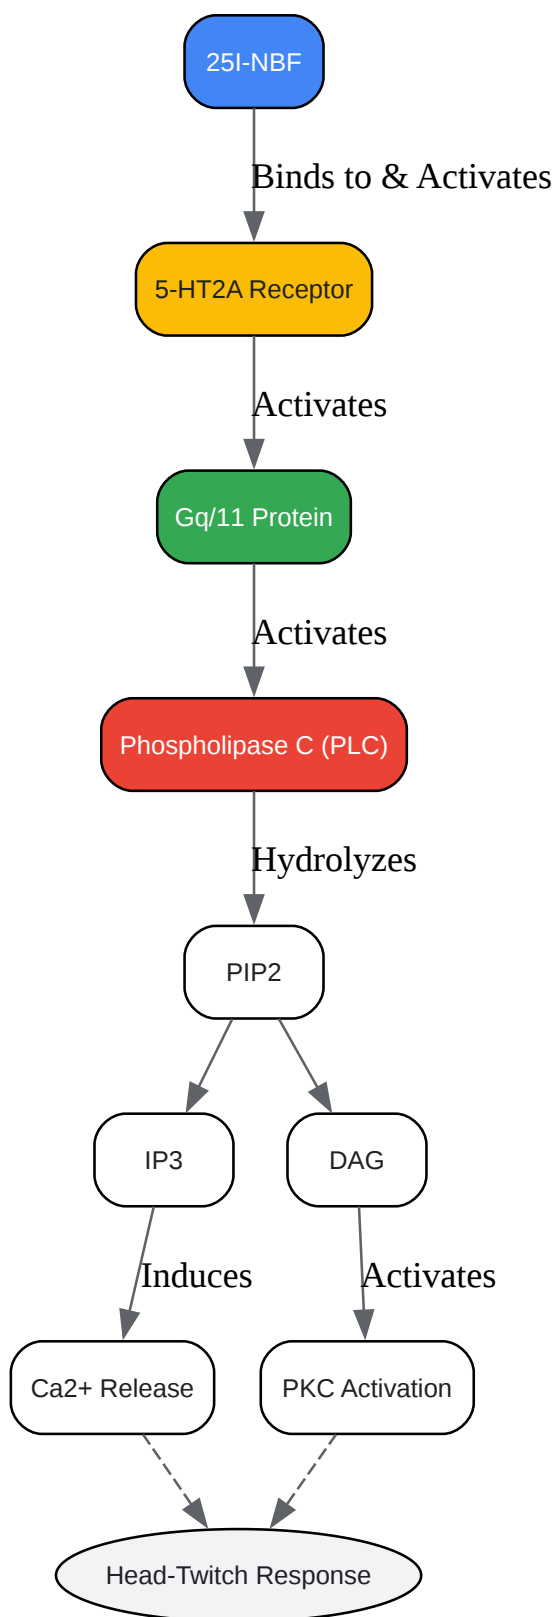 25I-NBF
Binds to & Activates
5-HT2A Receptor
Activates
Gq/11 Protein
Activates
Phospholipase C (PLC)
Hydrolyzes
PIP2
IP3
DAG
Induces
Activates
Ca2+ Release
PKC Activation
Head-Twitch Response